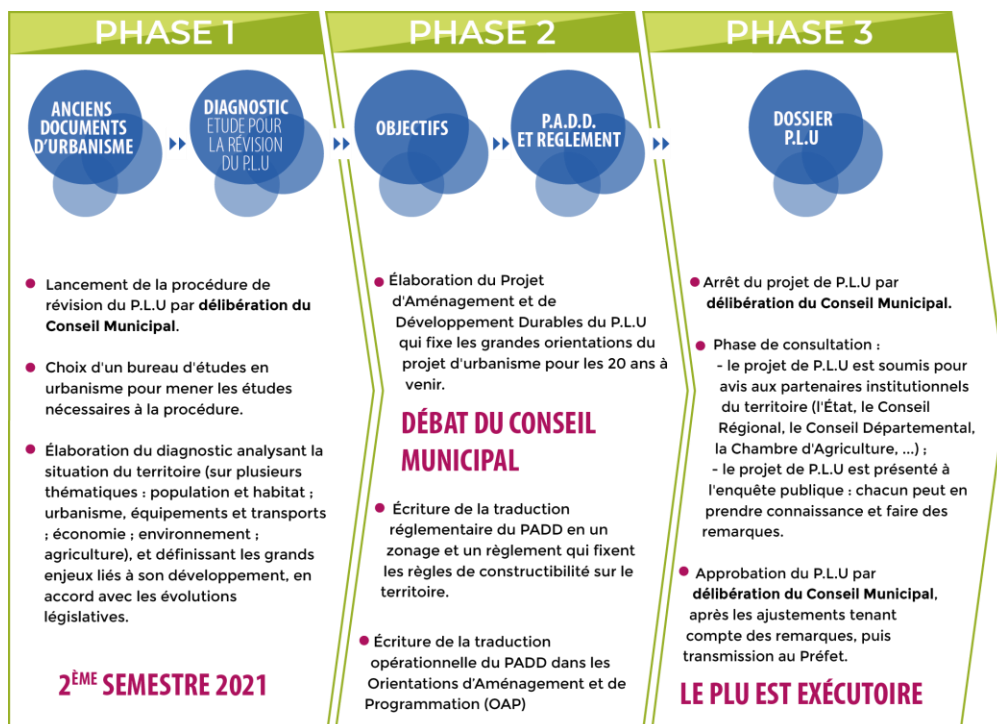 PHASE 1
ANCIENS
DOCUMENTS
D'URBANISME
DIAGNOSTIC
ETUDE POUR
LA RÉVISION
DU P.L.U
Lancement de la procédure de
révision du P.L.U par délibération du
Conseil Municipal.
Choix d'un bureau d'études en
urbanisme pour mener les études
nécessaires à la procédure.
Élaboration du diagnostic analysant la
situation du territoire (sur plusieurs
thématiques : population et habitat ;
urbanisme, équipements et transports
; économie ; environnement ;
agriculture), et définissant les grands
enjeux liés à son développement, en
accord avec les évolutions
législatives.
2ÈME SEMESTRE 2021
PHASE 2
OBJECTIFS
P.A.D.D.
ET REGLEMENT
Élaboration du Projet
d'Aménagement et de
Développement Durables du P.L.U
qui fixe les grandes orientations du
projet d'urbanisme pour les 20 ans à
venir.
DÉBAT DU CONSEIL
MUNICIPAL
Écriture de la traduction
réglementaire du PADD en un
zonage et un règlement qui fixent
les règles de constructibilité sur le
territoire.
Écriture de la traduction
opérationnelle du PADD dans les
Orientations d'Aménagement et de
Programmation (OAP)
PHASE 3
DOSSIER
P.L.U
Arrêt du projet de P.L.U par
délibération du Conseil Municipal.
Phase de consultation :
- le projet de P.L.U est soumis pour
avis aux partenaires institutionnels
du territoire (l'État, le Conseil
Régional, le Conseil Départemental,
la Chambre d'Agriculture, ...) ;
- le projet de P.L.U est présenté à
l'enquête publique : chacun peut en
prendre connaissance et faire des
remarques.
Approbation du P.L.U par
délibération du Conseil Municipal,
après les ajustements tenant
compte des remarques, puis
transmission au Préfet.
LE PLU EST EXÉCUTOIRE